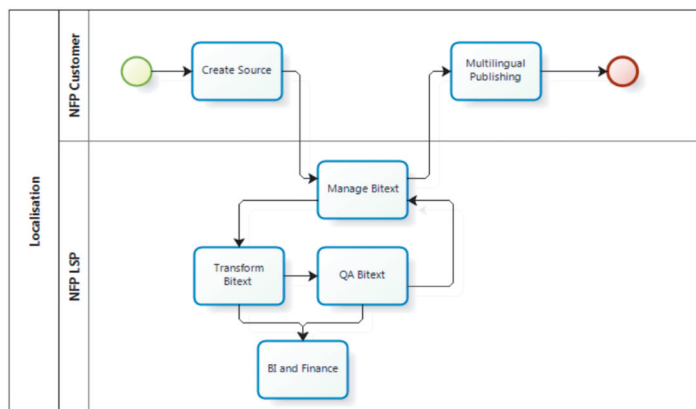 Localisation
NFP Customer
Create Source
Multilingual
Publishing
NFP LSP
Manage Bitext
Transform
Bitext
QA Bitext
BI and Finance